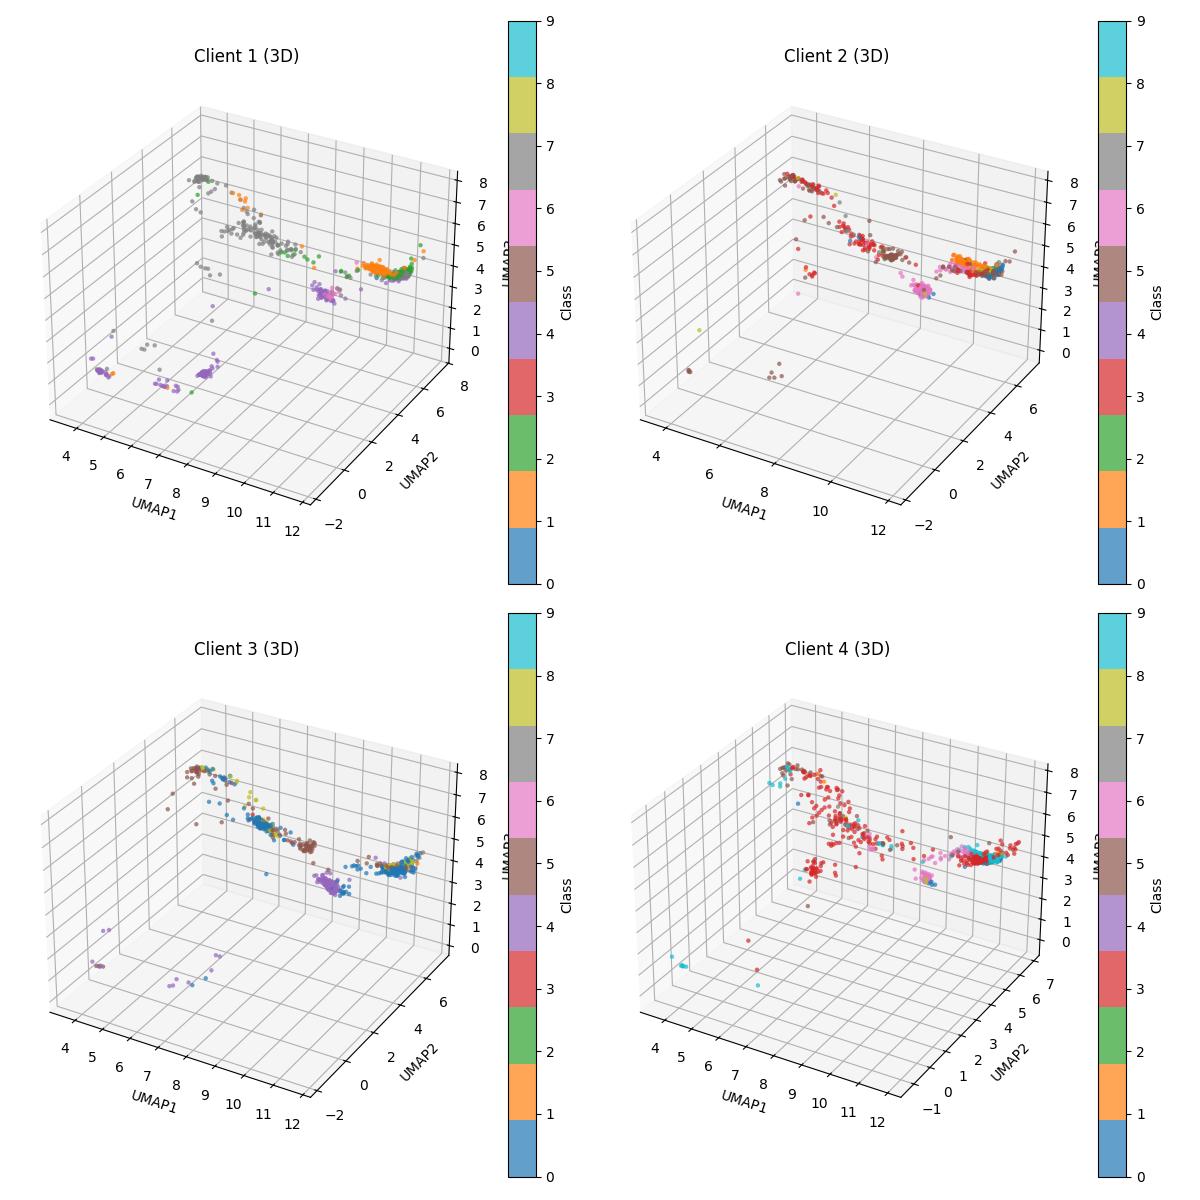 Client 1 (3D)
4 5 6 7 8 9 10 11 12
UMAP1
−2 0 2 4 6 8
UMAP2
0 1 2 3 4 5 6 7 8
0 1 2 3 4 5 6 7 8 9
Class
Client 2 (3D)
4 6 8 10 12
UMAP1
−2 0 2 4 6
UMAP2
0 1 2 3 4 5 6 7 8
0 1 2 3 4 5 6 7 8 9
Class
Client 3 (3D)
4 5 6 7 8 9 10 11 12
UMAP1
−2 0 2 4 6
UMAP2
0 1 2 3 4 5 6 7 8
0 1 2 3 4 5 6 7 8 9
Class
Client 4 (3D)
4 5 6 7 8 9 10 11 12
UMAP1
−1 0 1 2 3 4 5 6 7
UMAP2
0 1 2 3 4 5 6 7 8
0 1 2 3 4 5 6 7 8 9
Class